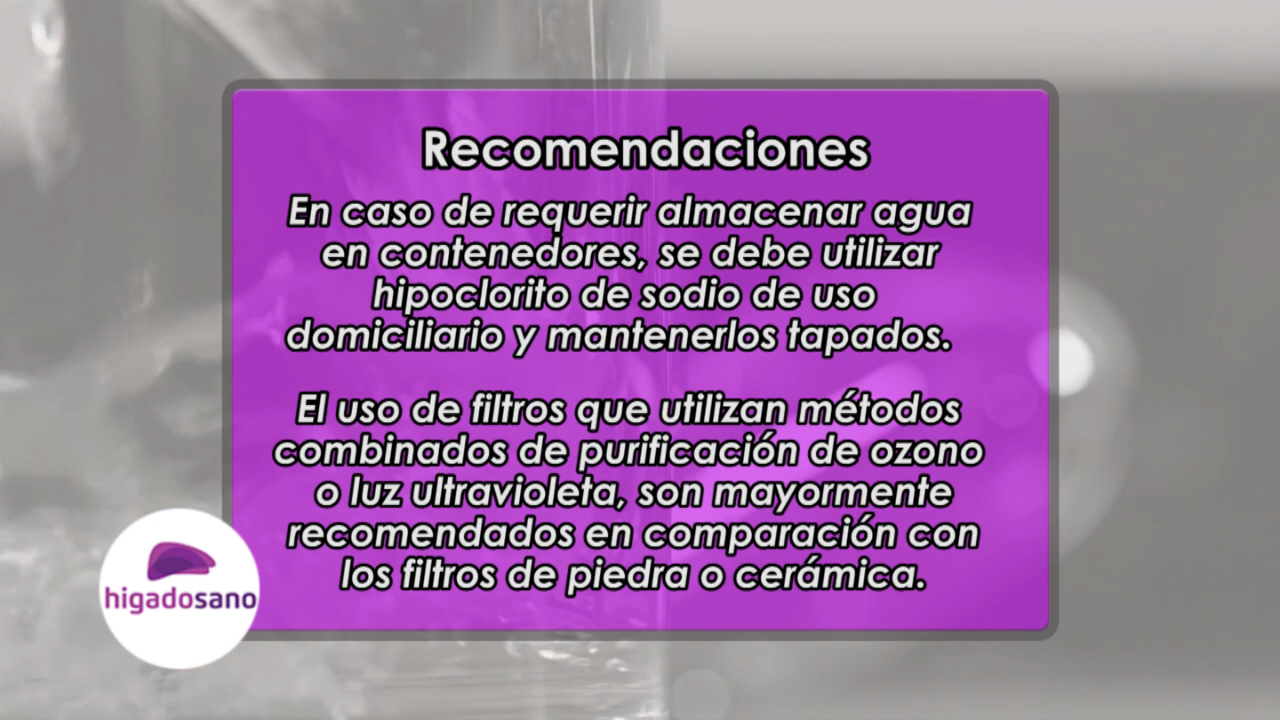 Recomendaciones
En caso de requerir almacenar agua
en contenedores, se debe utilizar
hipoclorito de sodio de uso
domiciliario y mantenerlos tapados.
El uso de filtros que utilizan métodos
combinados de purificación de ozono
o luz ultravioleta, son mayormente
recomendados en comparación con
los filtros de piedra o cerámica.
higadosano